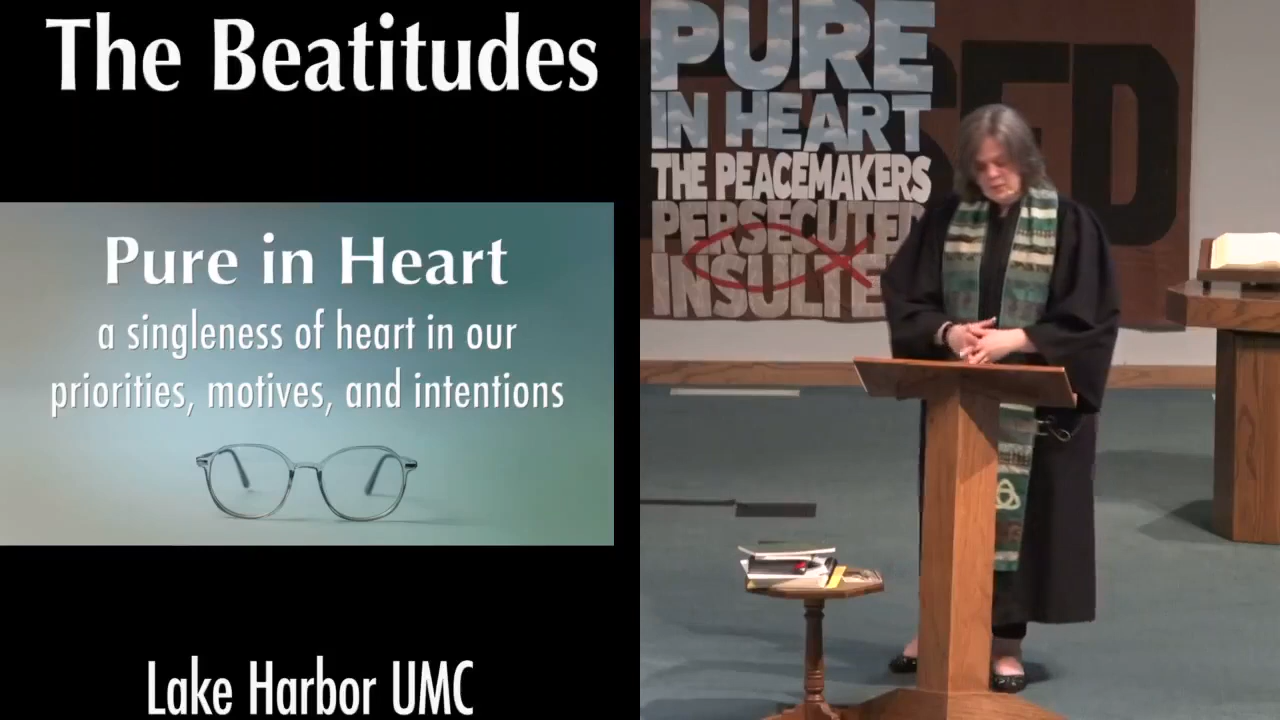 The Beatitudes
Pure in Heart
a singleness of heart in our
priorities, motives, and intentions
Lake Harbor UMC
PURE
IN HEART
THE PEACEMAKERS
PERSECUTED
INSULTED